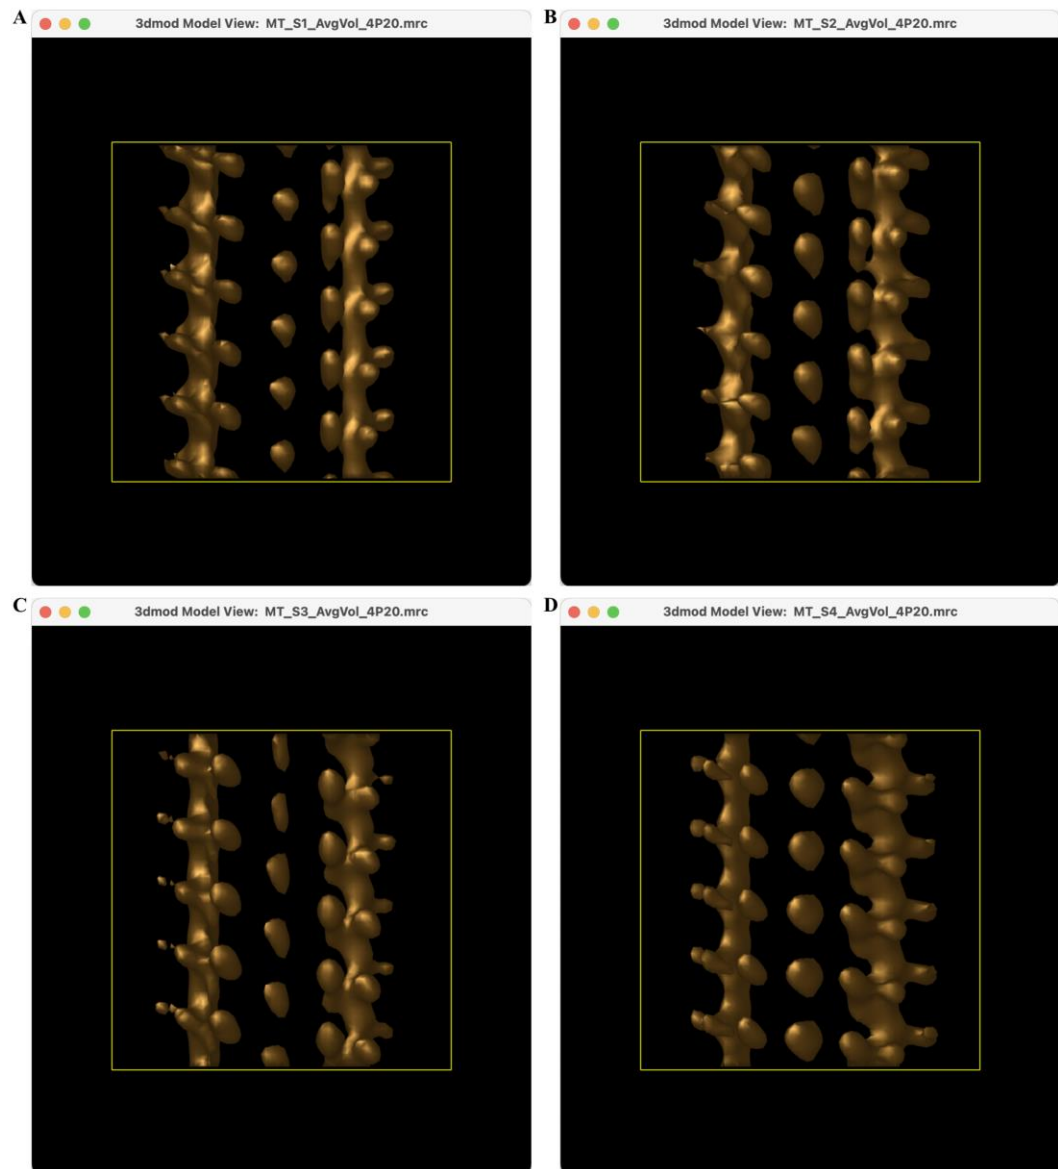 A
3dmod Model View: MT_S1_AvgVol_4P20.mrc
B
3dmod Model View: MT_S2_AvgVol_4P20.mrc
C
3dmod Model View: MT_S3_AvgVol_4P20.mrc
D
3dmod Model View: MT_S4_AvgVol_4P20.mrc